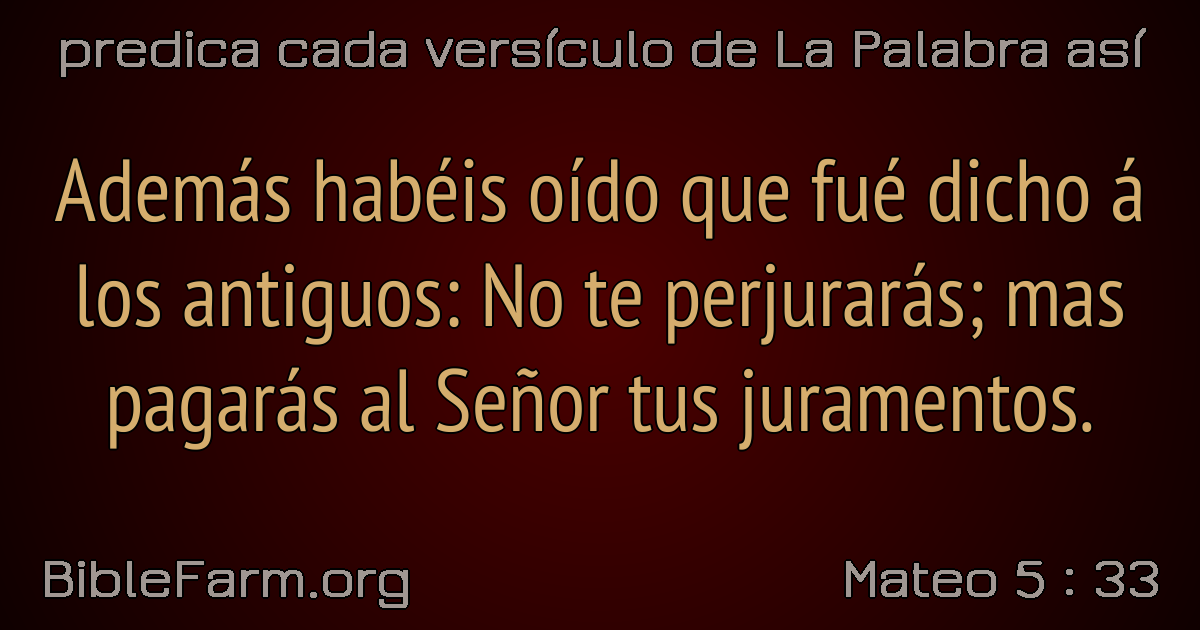 predica cada versículo de La Palabra así
Además habéis oído que fué dicho á
los antiguos: No te perjurarás; mas
pagarás al Señor tus juramentos.
BibleFarm.org
Mateo 5 : 33